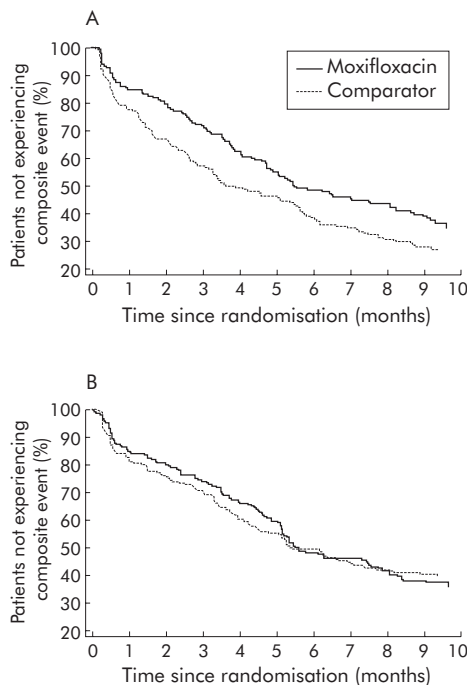 A
Patients not experiencing
composite event (%)
100
90
80
70
60
50
40
30
20
Moxifloxacin
Comparator
0 1 2 3 4 5 6 7 8 9 10
Time since randomisation (months)
B
Patients not experiencing
composite event (%)
100
90
80
70
60
50
40
30
20
0 1 2 3 4 5 6 7 8 9 10
Time since randomisation (months)